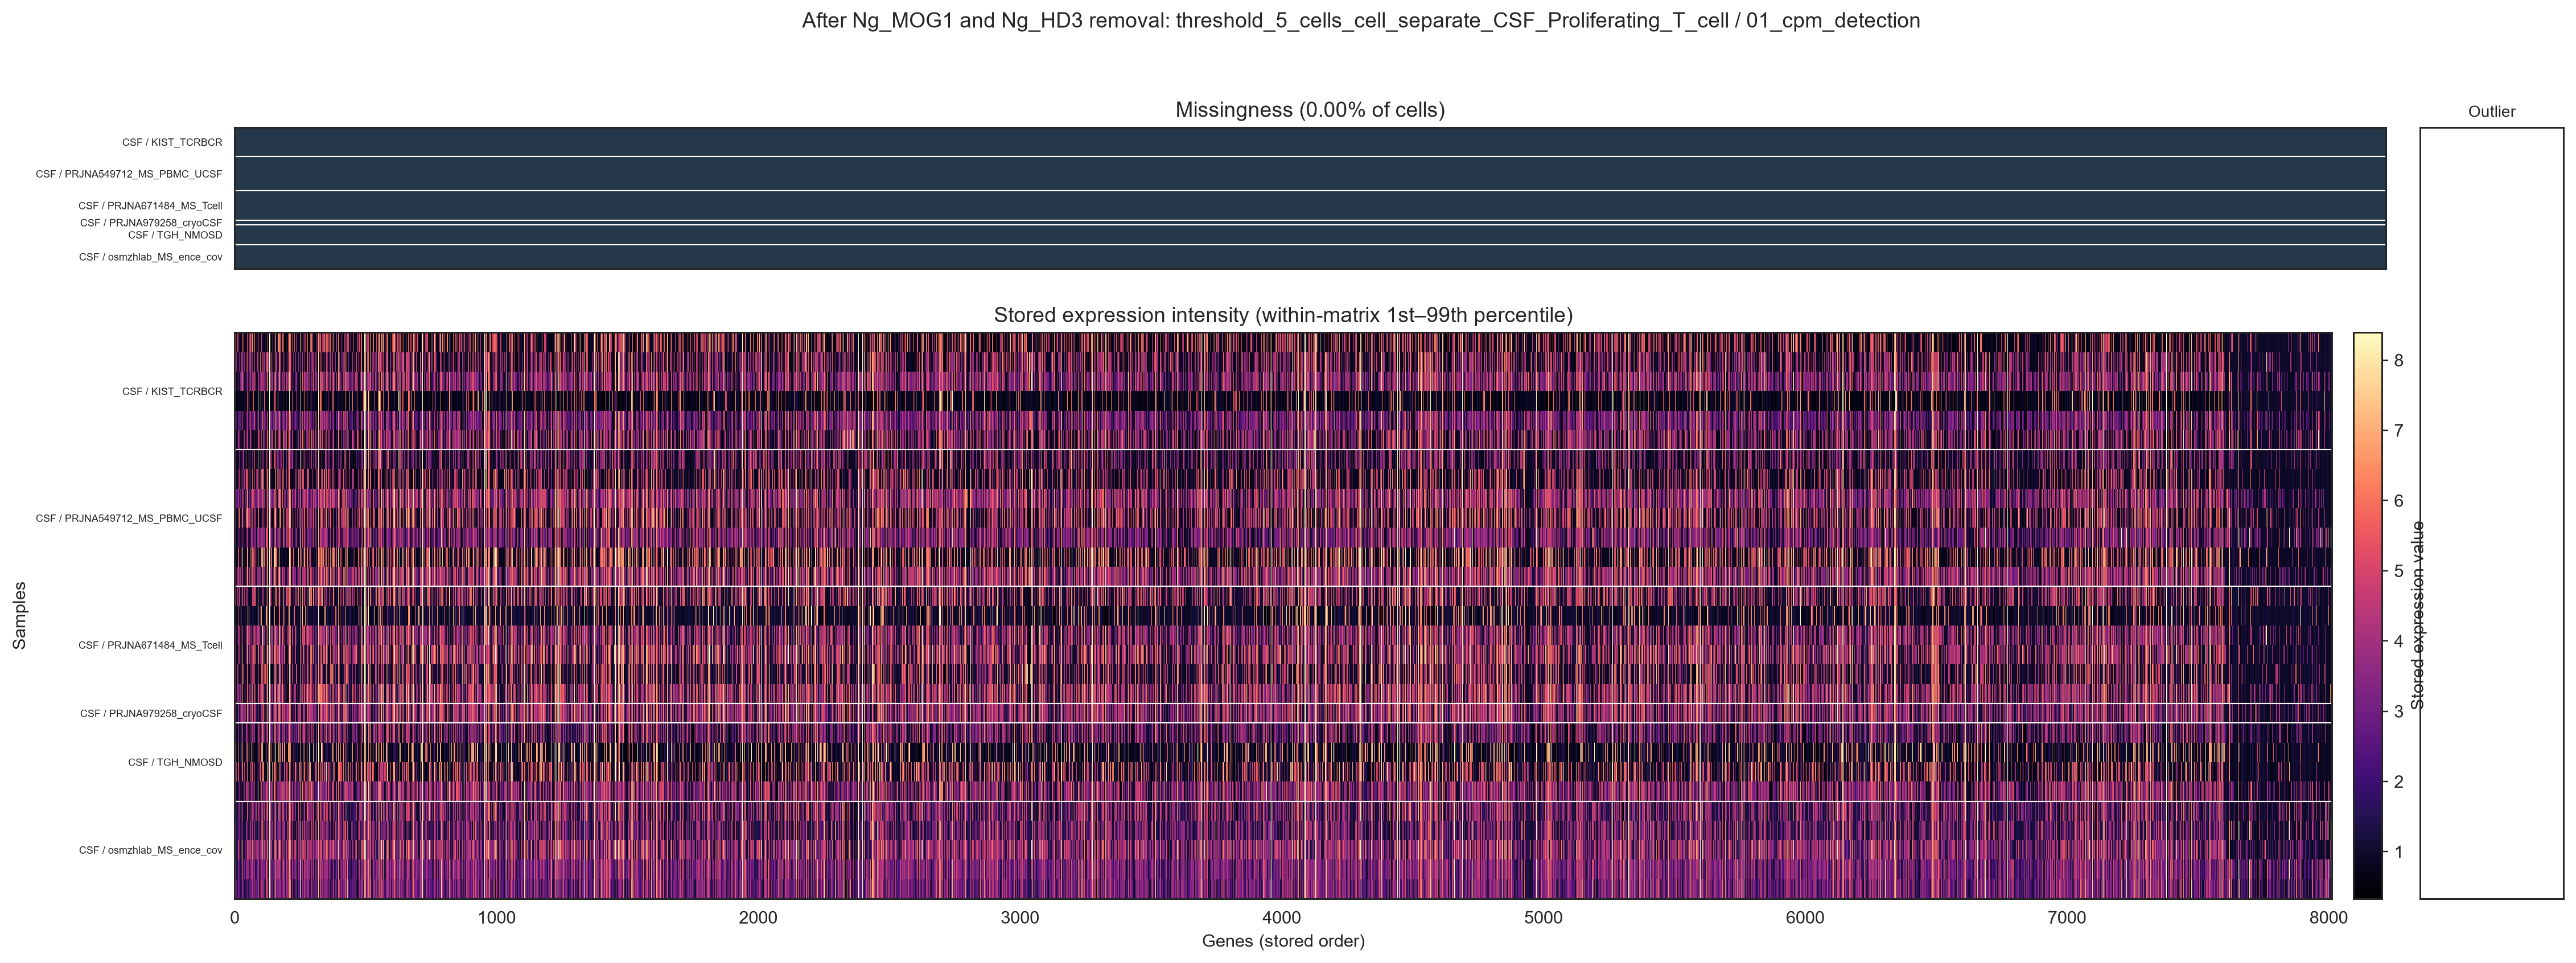 After Ng_MOG1 and Ng_HD3 removal: threshold_5_cells_cell_separate_CSF_Proliferating_T_cell / 01_cpm_detection
Missingness (0.00% of cells)
Outlier
CSF / KIST_TCRBCR
CSF / PRJNA549712_MS_PBMC_UCSF
CSF / PRJNA671484_MS_Tcell
CSF / PRJNA979258_cryoCSF
CSF / TGH_NMOSD
CSF / osmzhlab_MS_ence_cov
Stored expression intensity (within-matrix 1st–99th percentile)
Samples
CSF / KIST_TCRBCR
CSF / PRJNA549712_MS_PBMC_UCSF
CSF / PRJNA671484_MS_Tcell
CSF / PRJNA979258_cryoCSF
CSF / TGH_NMOSD
CSF / osmzhlab_MS_ence_cov
8
7
6
5
4
3
2
1
Stored expression value
0 1000 2000 3000 4000 5000 6000 7000 8000
Genes (stored order)